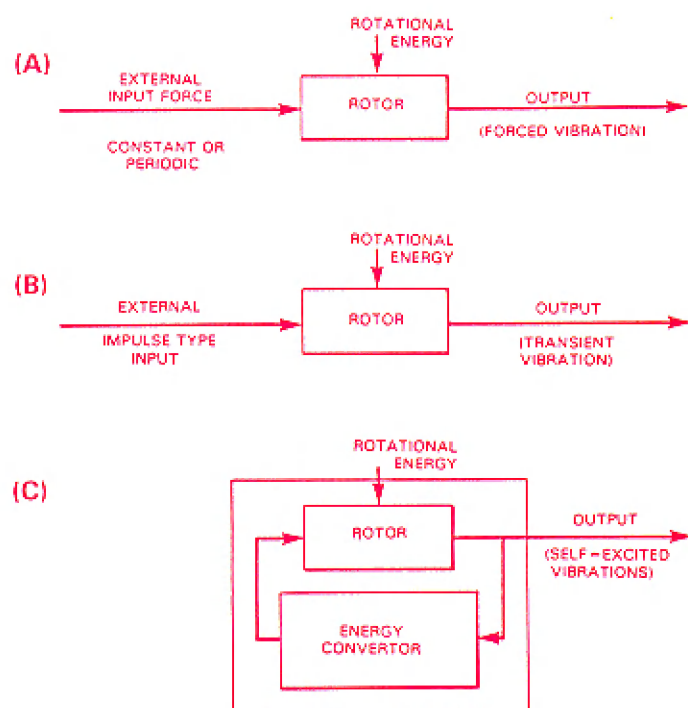 (A)
ROTATIONAL
ENERGY
EXTERNAL
INPUT FORCE
ROTOR
OUTPUT
CONSTANT OR
PERIODIC
(FORCED VIBRATION)
(B)
ROTATIONAL
ENERGY
EXTERNAL
ROTOR
OUTPUT
IMPULSE TYPE
INPUT
(TRANSIENT
VIBRATION)
(C)
ROTATIONAL
ENERGY
ROTOR
OUTPUT
(SELF-EXCITED
VIBRATIONS)
ENERGY
CONVERTOR